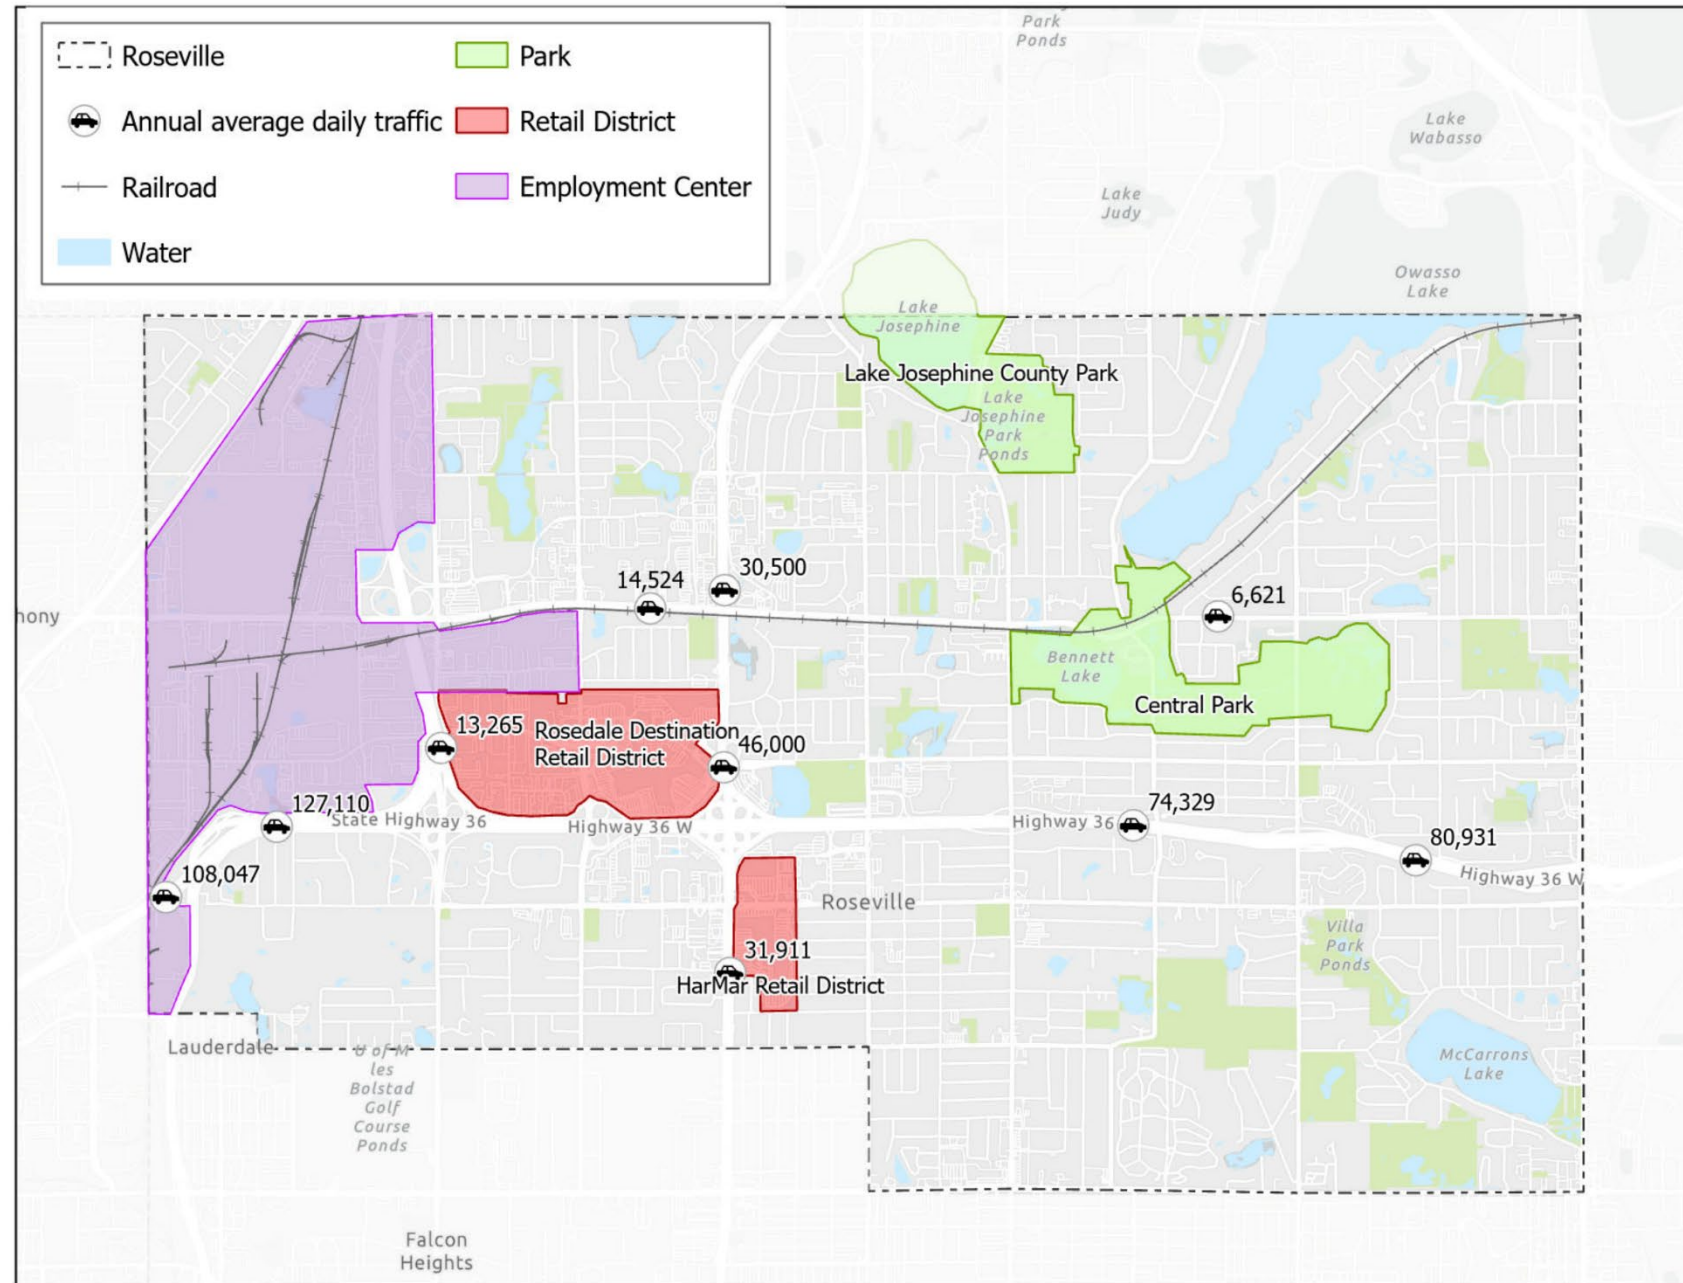 Roseville
Park
Annual average daily traffic
Retail District
Railroad
Employment Center
Water
Park
Ponds
Lake
Wabasso
Lake
Judy
Owasso
Lake
Lake
Josephine
Lake Josephine County Park
Lake
Josephine
Park
Ponds
14,524
30,500
6,621
hony
Bennett
Lake
Central Park
13,265
Rosedale Destination
Retail District
46,000
127,110
State Highway 36
Highway 36 W
Highway 36
74,329
80,931
Highway 36 W
108,047
Roseville
31,911
HarMar Retail District
Villa
Park
Ponds
Lauderdale
U of M
les
Bolstad
Golf
Course
Ponds
McCarrons
Lake
Falcon
Heights